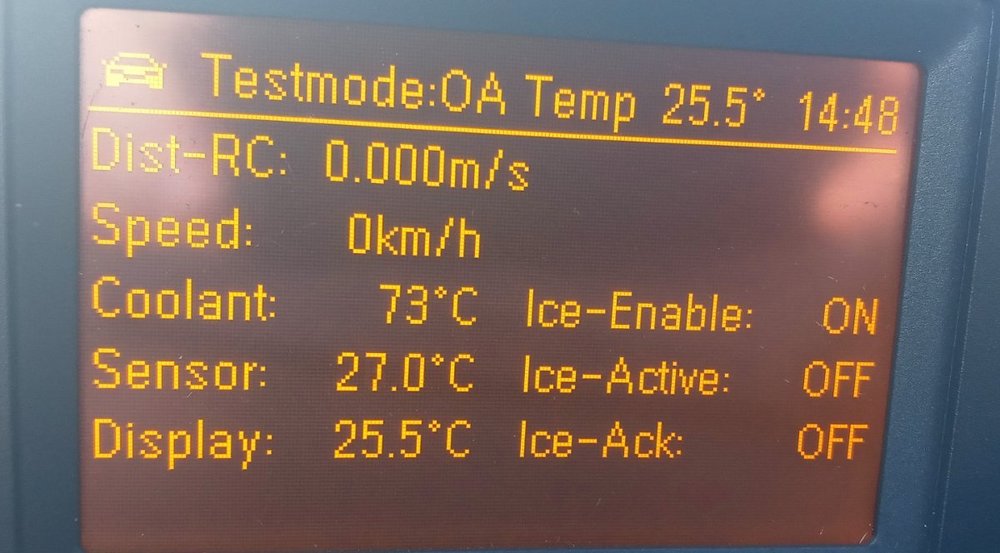 Testmode:OA Temp 25.5° 14:48
Dist-RC: 0.000m/s
Speed: 0km/h
Coolant: 73°C Ice-Enable: ON
Sensor: 27.0°C Ice-Active: OFF
Display: 25.5°C Ice-Ack: OFF